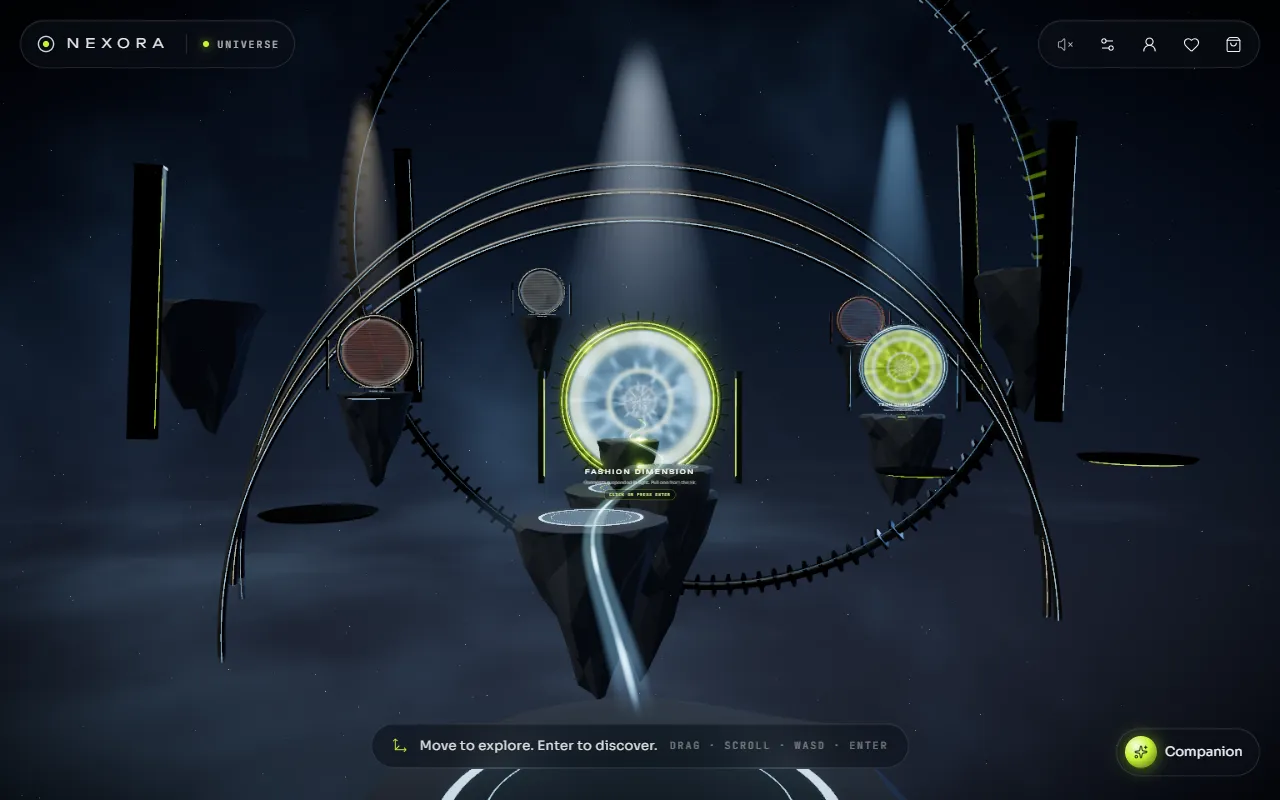 NEXORA
UNIVERSE
FASHION DIMENSION
CLICK OR PRESS ENTER
Move to explore. Enter to discover.
DRAG · SCROLL · WASD · ENTER
Companion